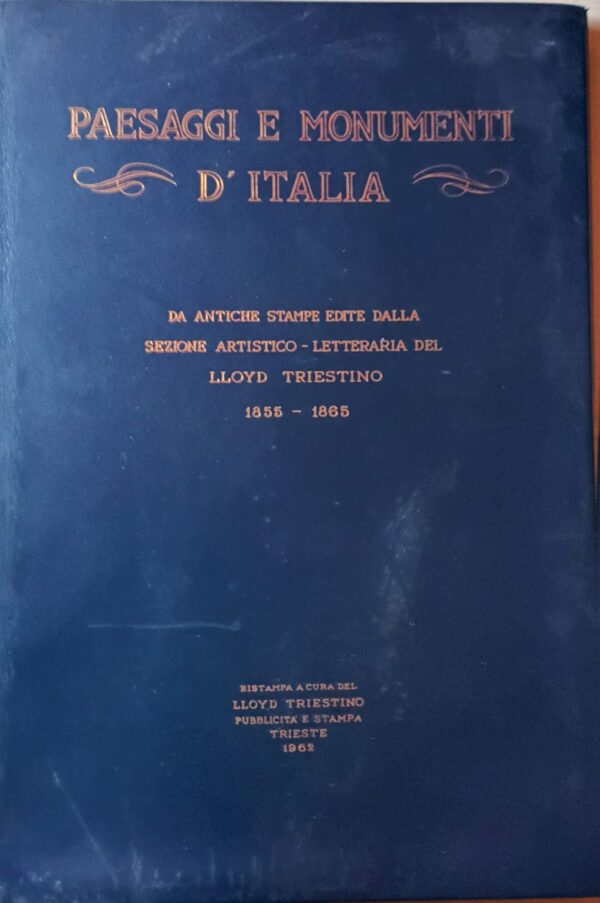 PAESAGGI E MONUMENTI
D'ITALIA
DA ANTICHE STAMPE EDITE DALLA
SEZIONE ARTISTICO - LETTERARIA DEL
LLOYD TRIESTINO
1855 - 1865
RISTAMPA A CURA DEL
LLOYD TRIESTINO
PUBBLICITÀ E STAMPA
TRIESTE
1962